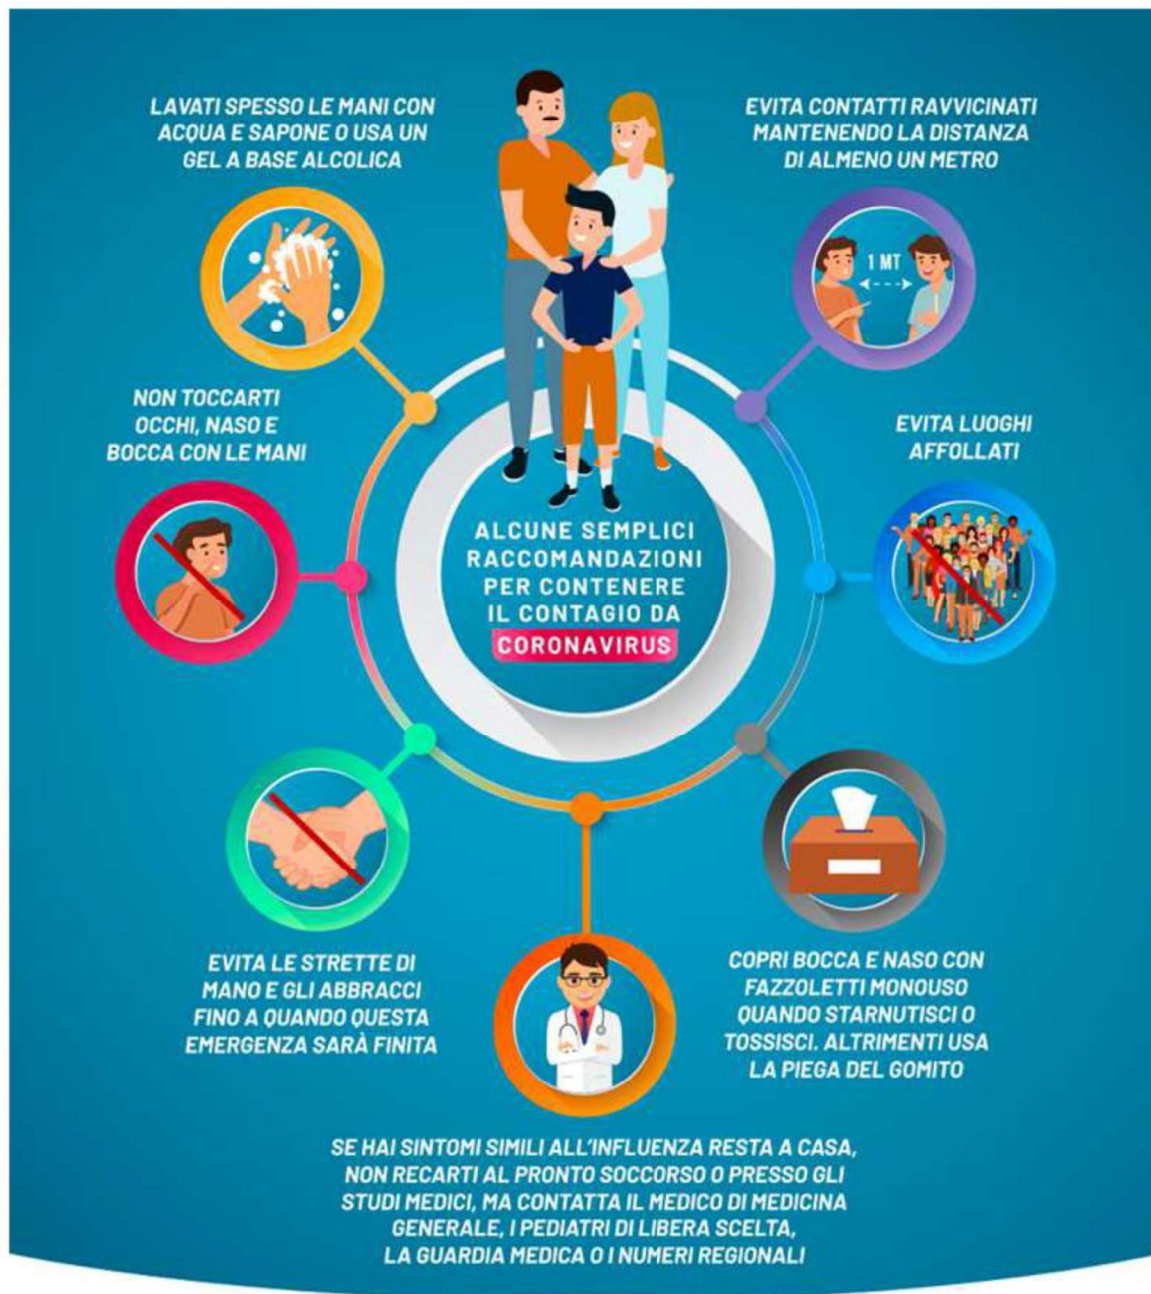 LAVATI SPESSO LE MANI CON
ACQUA E SAPONE O USA UN
GEL A BASE ALCOLICA
EVITA CONTATTI RAVVICINATI
MANTENENDO LA DISTANZA
DI ALMENO UN METRO
1 MT
NON TOCCARTI
OCCHI, NASO E
BOCCA CON LE MANI
EVITA LUOGHI
AFFOLLATI
ALCUNE SEMPLICI
RACCOMANDAZIONI
PER CONTENERE
IL CONTAGIO DA
CORONAVIRUS
EVITA LE STRETTE DI
MANO E GLI ABBRACCI
FINO A QUANDO QUESTA
EMERGENZA SARÀ FINITA
COPRI BOCCA E NASO CON
FAZZOLETTI MONOUSO
QUANDO STARNUTISCI O
TOSSISCI. ALTRIMENTI USA
LA PIEGA DEL GOMITO
SE HAI SINTOMI SIMILI ALL'INFLUENZA RESTA A CASA,
NON RECARTI AL PRONTO SOCCORSO O PRESSO GLI
STUDI MEDICI, MA CONTATTA IL MEDICO DI MEDICINA
GENERALE, I PEDIATRI DI LIBERA SCELTA,
LA GUARDIA MEDICA O I NUMERI REGIONALI